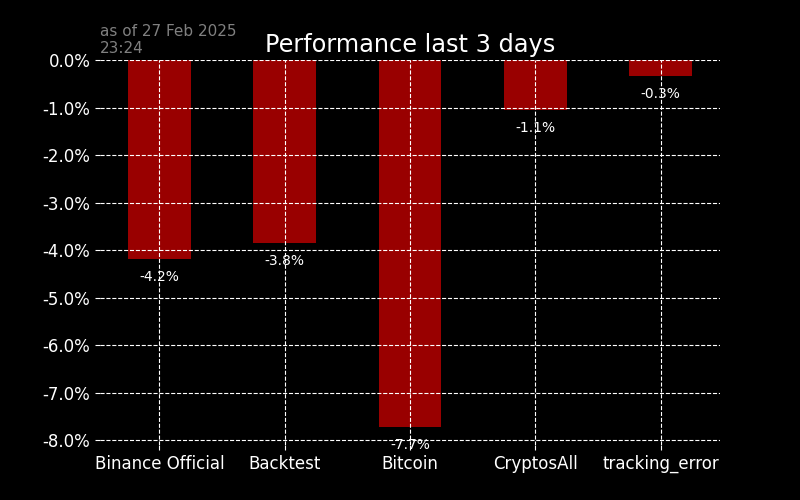 as of 27 Feb 2025
23:24
Performance last 3 days
0.0%
-1.0%
-2.0%
-3.0%
-4.0%
-5.0%
-6.0%
-7.0%
-8.0%
-4.2%
-3.8%
-7.7%
-1.1%
-0.3%
Binance Official
Backtest
Bitcoin
CryptosAll
tracking_error